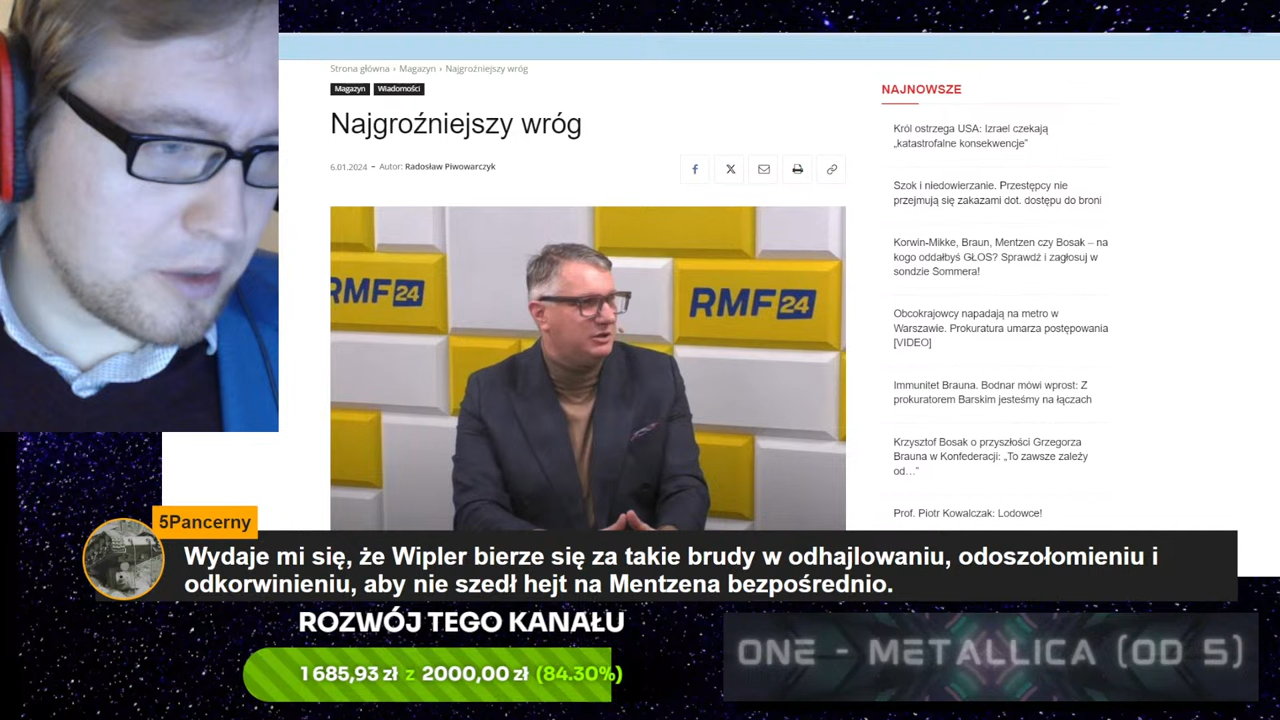 Strona główna › Magazyn › Najgroźniejszy wróg
Magazyn Wiadomości
Najgroźniejszy wróg
6.01.2024 – Autor: Radosław Piwowarczyk
RMF24
RMF24
NAJNOWSZE
Król ostrzega USA: Izrael czekają
„katastrofalne konsekwencje”
Szok i niedowierzanie. Przestępcy nie
przejmują się zakazami dot. dostępu do broni
Korwin-Mikke, Braun, Mentzen czy Bosak – na
kogo oddałbyś GŁOS? Sprawdź i zagłosuj w
sondzie Sommera!
Obcokrajowcy napadają na metro w
Warszawie. Prokuratura umarza postępowania
[VIDEO]
Immunitet Brauna. Bodnar mówi wprost: Z
prokuratorem Barskim jesteśmy na łączach
Krzysztof Bosak o przyszłości Grzegorza
Brauna w Konfederacji: „To zawsze zależy
od…”
Prof. Piotr Kowalczak: Lodowce!
5Pancerny
Wydaje mi się, że Wipler bierze się za takie brudy w odhajlowaniu, odoszołomieniu i
odkorwinieniu, aby nie szedł hejt na Mentzena bezpośrednio.
ROZWÓJ TEGO KANAŁU
1 685,93 zł z 2000,00 zł (84.30%)
ONE - METALLICA (OD 5)